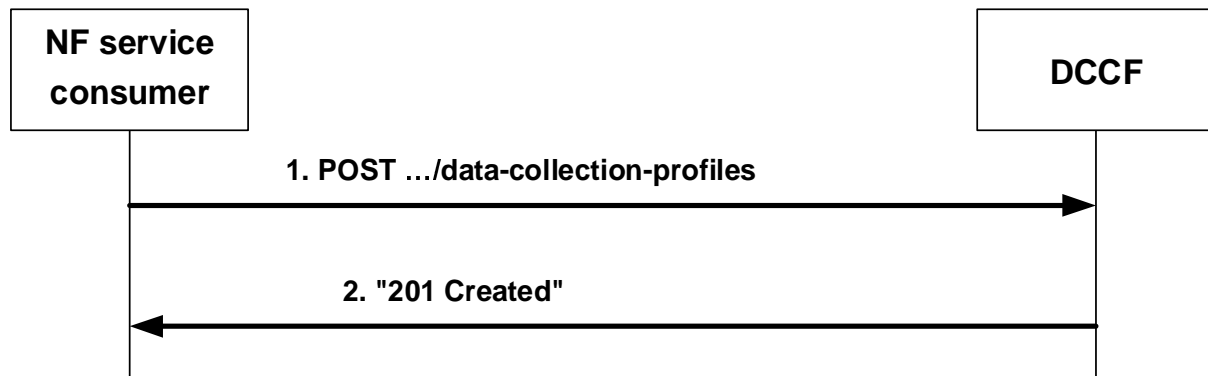 NF service
consumer
DCCF
1. POST …/data-collection-profiles
2. "201 Created"